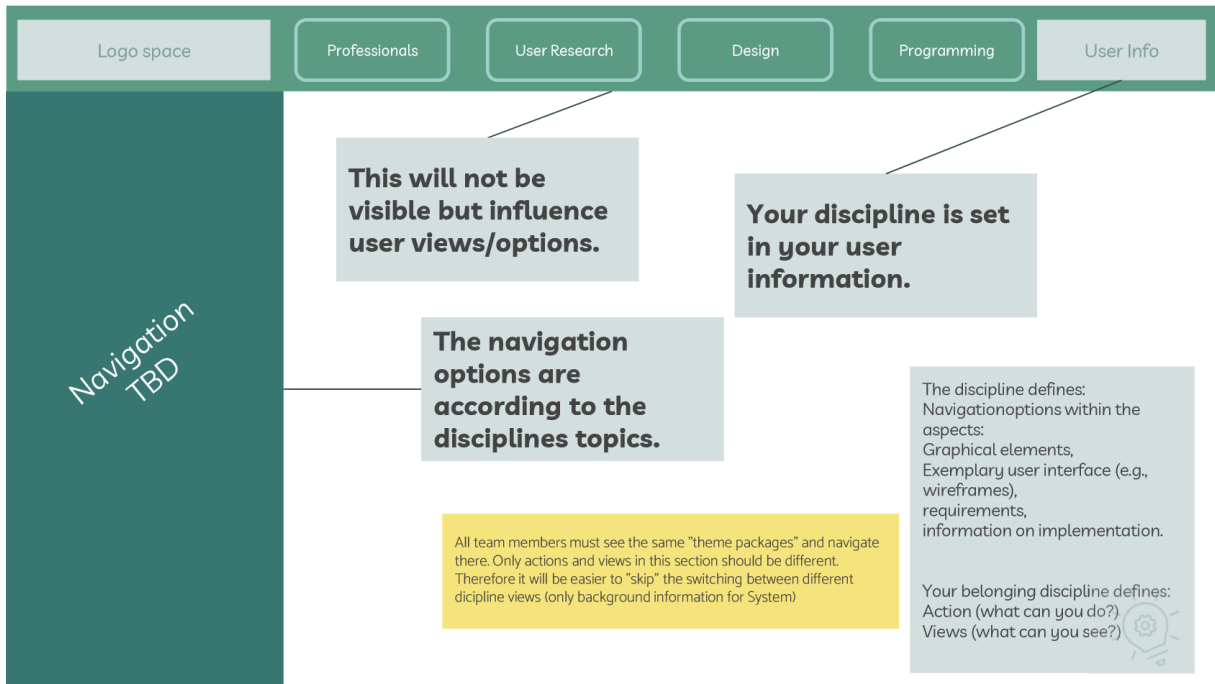 Logo space
Professionals
User Research
Design
Programming
User Info
This will not be
visible but influence
user views/options.
Your discipline is set
in your user
information.
Navigation
TBD
The navigation
options are
according to the
disciplines topics.
The discipline defines:
Navigationoptions within the
aspects:
Graphical elements,
Exemplary user interface (e.g.,
wireframes),
requirements,
information on implementation.
Your belonging discipline defines:
Action (what can you do?)
Views (what can you see?)
All team members must see the same "theme packages" and navigate
there. Only actions and views in this section should be different.
Therefore it will be easier to "skip" the switching between different
dicipline views (only background information for System)